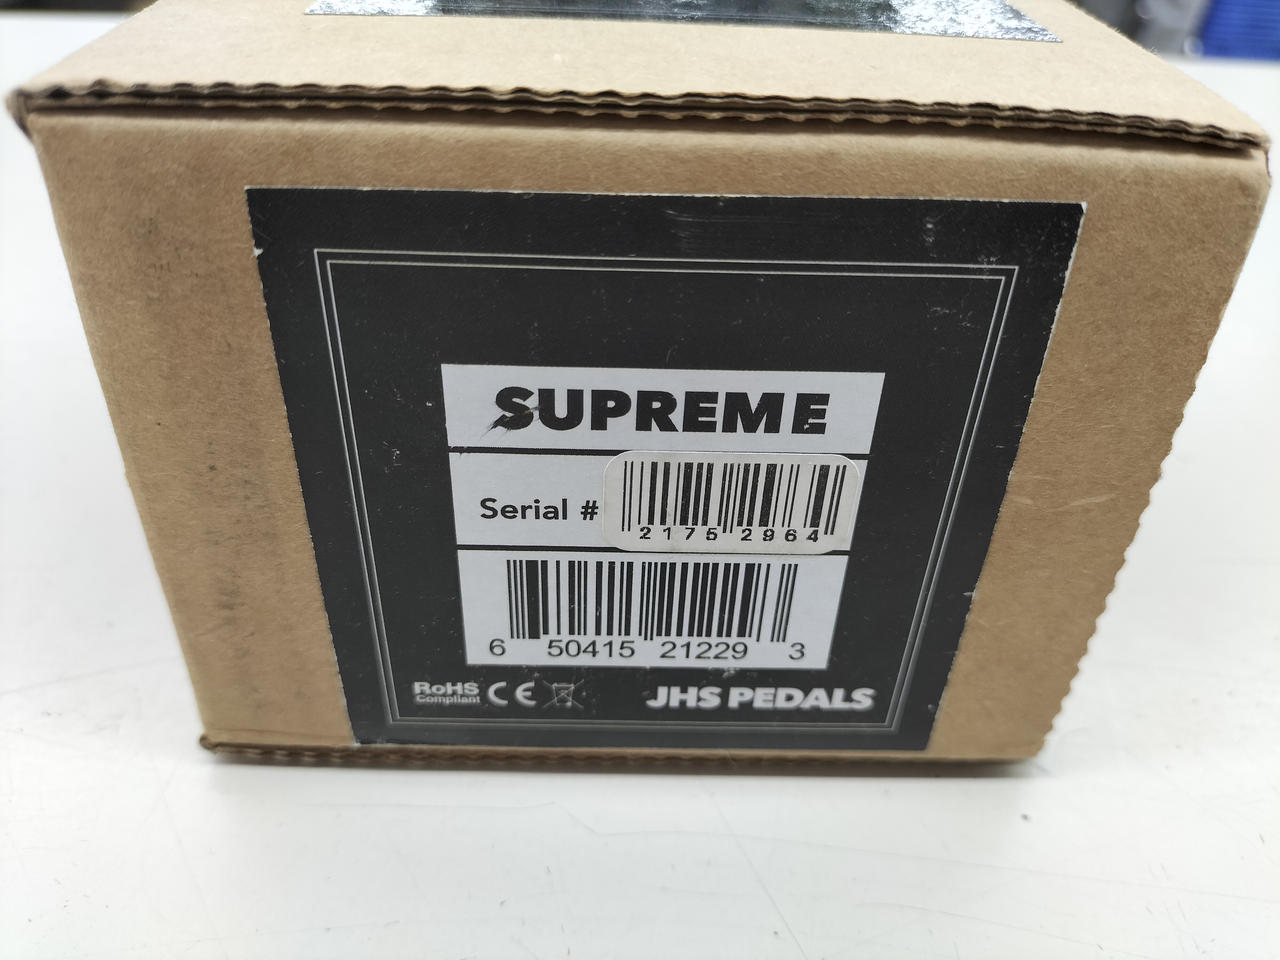 SUPREME
Serial #
2175 2964
6 50415 21229 3
RoHS
Compliant
CE
JHS PEDALS